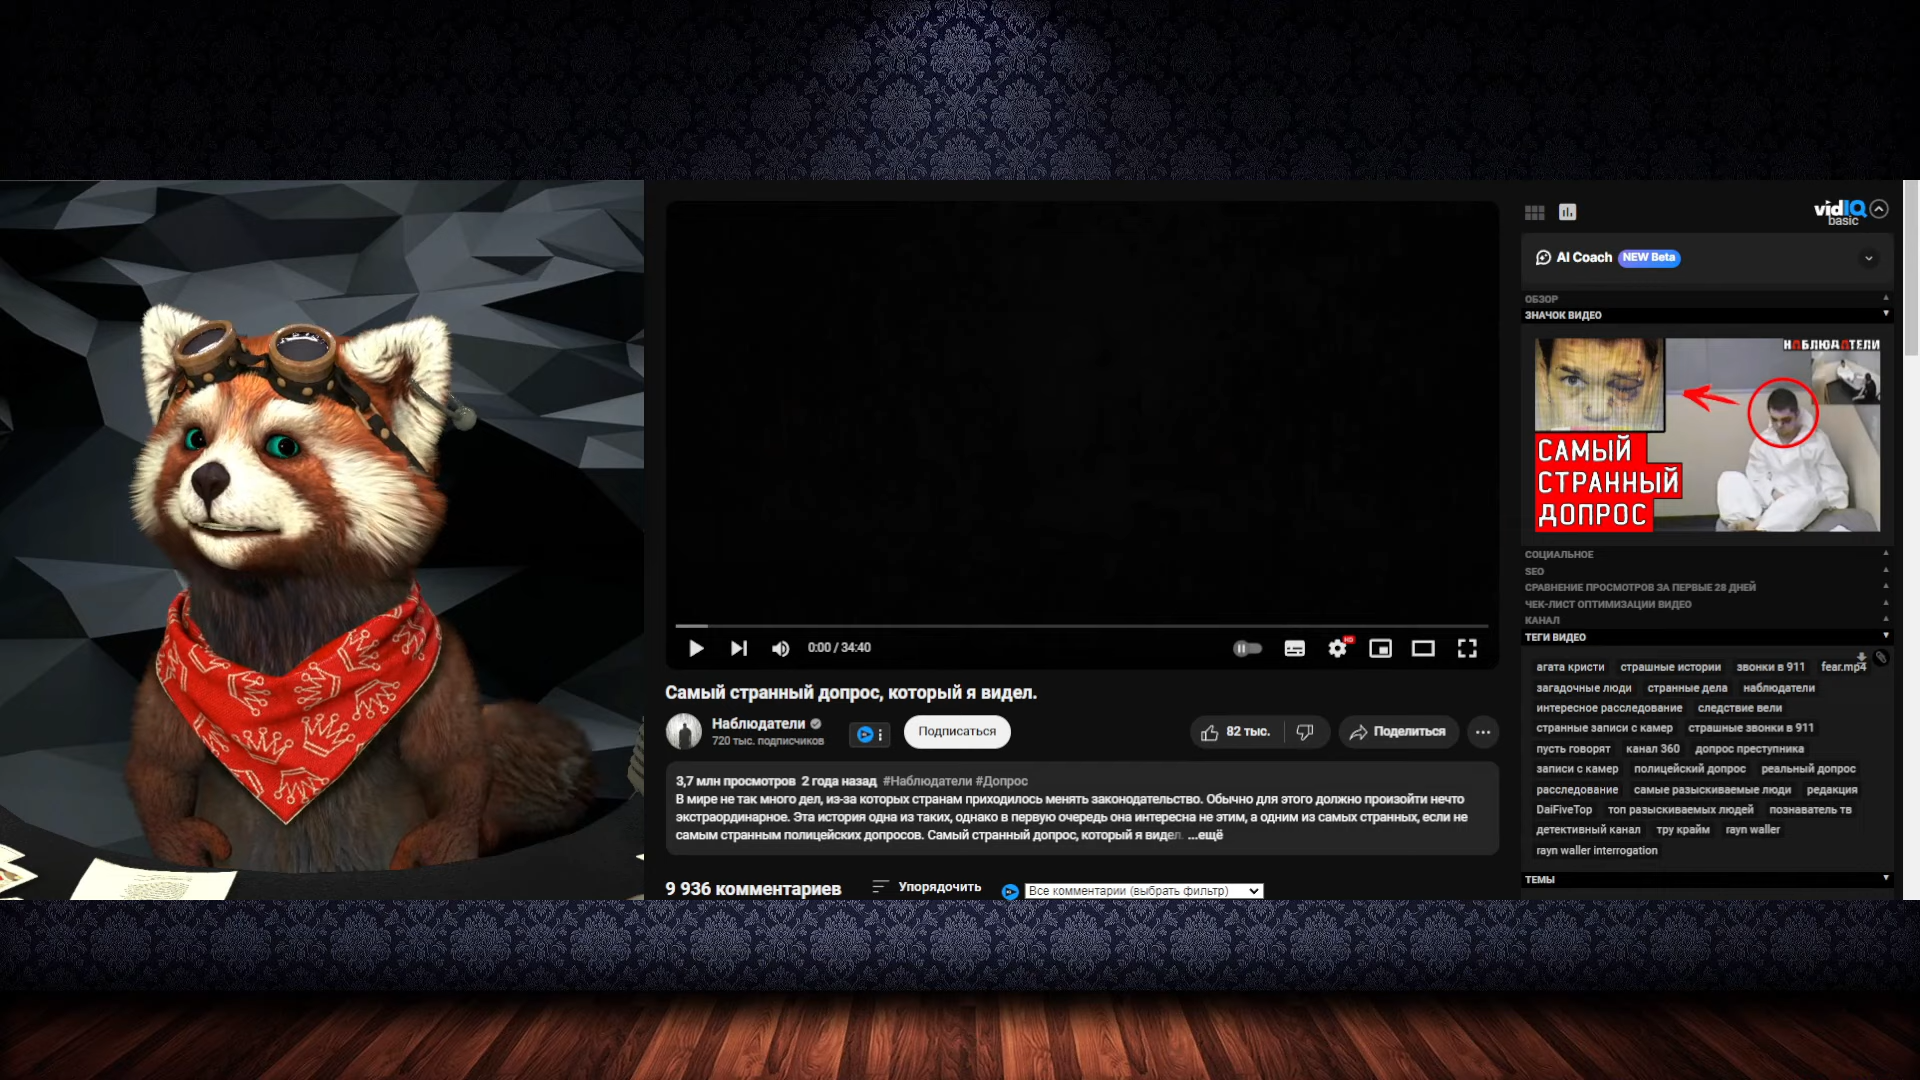 0:00 / 34:40
HD
Самый странный допрос, который я видел.
Наблюдатели
720 тыс. подписчиков
Подписаться
82 тыс.
Поделиться
3,7 млн просмотров 2 года назад #Наблюдатели #Допрос
В мире не так много дел, из-за которых странам приходилось менять законодательство. Обычно для этого должно произойти нечто
экстраординарное. Эта история одна из таких, однако в первую очередь она интересна не этим, а одним из самых странных, если не
самым странным полицейских допросов. Самый странный допрос, который я видел. ...ещё
9 936 комментариев
Упорядочить
Все комментарии (выбрать фильтр)
vidIQ
basic
AI Coach NEW Beta
ОБЗОР
ЗНАЧОК ВИДЕО
НАБЛЮДАТЕЛИ
САМЫЙ
СТРАННЫЙ
ДОПРОС
СОЦИАЛЬНОЕ
SEO
СРАВНЕНИЕ ПРОСМОТРОВ ЗА ПЕРВЫЕ 28 ДНЕЙ
ЧЕК-ЛИСТ ОПТИМИЗАЦИИ ВИДЕО
КАНАЛ
ТЕГИ ВИДЕО
агата кристи страшные истории звонки в 911 fear.mp4
загадочные люди странные дела наблюдатели
интересное расследование следствие вели
странные записи с камер страшные звонки в 911
пусть говорят канал 360 допрос преступника
записи с камер полицейский допрос реальный допрос
расследование самые разыскиваемые люди редакция
DaiFiveTop топ разыскиваемых людей познаватель тв
детективный канал тру крайм rayn waller
rayn waller interrogation
ТЕМЫ